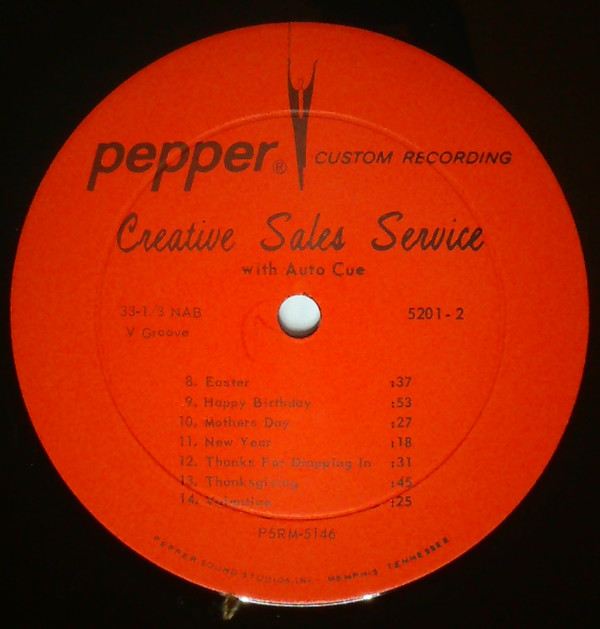 pepper® CUSTOM RECORDING
Creative Sales Service
with Auto Cue
33-1/3 NAB 5201-2
V Groove
8. Easter :37
9. Happy Birthday :53
10. Mothers Day :27
11. New Year :18
12. Thanks For Dropping In :31
13. Thanksgiving :45
14. Valentine :25
P5RM-5146
PEPPER SOUND STUDIOS, INC. - MEMPHIS TENNESSEE